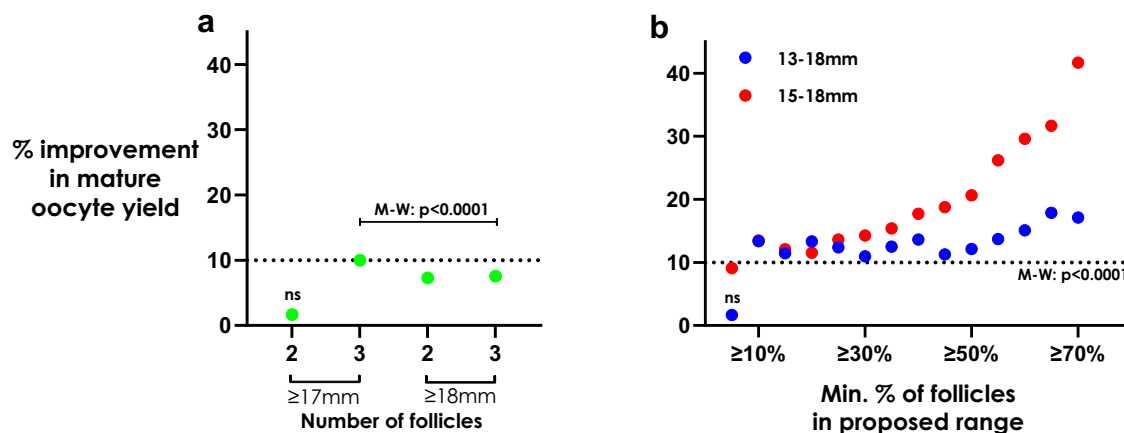 a
% improvement
in mature
oocyte yield
40
30
20
10
0
M-W: p<0.0001
ns
2 3 2 3
≥17mm ≥18mm
Number of follicles
b
13-18mm
15-18mm
40
30
20
10
0
M-W: p<0.0001
ns
≥10% ≥30% ≥50% ≥70%
Min. % of follicles
in proposed range